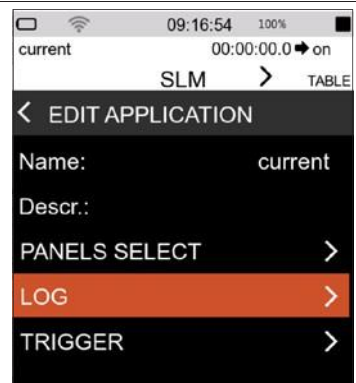 09:16:54 100%
current 00:00:00.0 ➡ on
SLM > TABLE
< EDIT APPLICATION
Name: current
Descr.:
PANELS SELECT >
LOG >
TRIGGER >